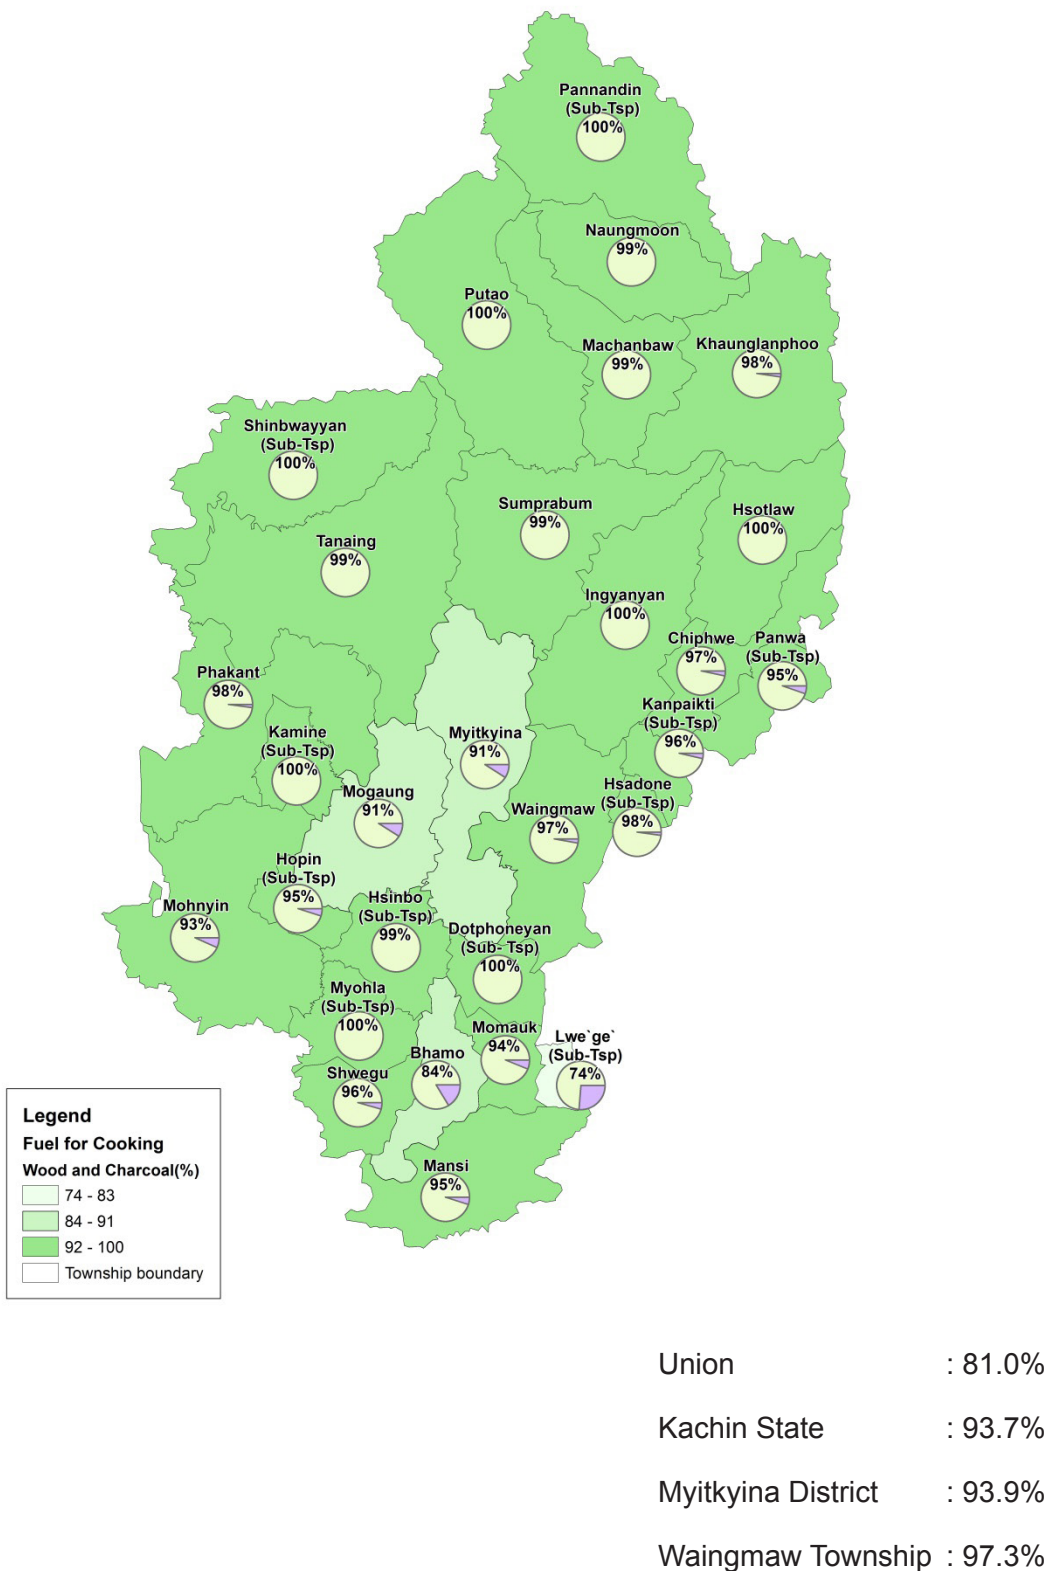 Pannandin
(Sub-Tsp)
100%
Naungmoon
99%
Putao
100%
Machanbaw
99%
Khaunglanphoo
98%
Shinbwayyan
(Sub-Tsp)
100%
Sumprabum
99%
Hsotlaw
100%
Tanaing
99%
Ingyanyan
100%
Chiphwe
97%
Panwa
(Sub-Tsp)
95%
Phakant
98%
Kanpaikti
(Sub-Tsp)
96%
Kamine
(Sub-Tsp)
100%
Myitkyina
91%
Mogaung
91%
Hsadone
(Sub-Tsp)
98%
Waingmaw
97%
Hopin
(Sub-Tsp)
95%
Mohnyin
93%
Hsinbo
(Sub-Tsp)
99%
Dotphoneyan
(Sub- Tsp)
100%
Myohla
(Sub-Tsp)
100%
Momauk
94%
Lwe`ge`
(Sub-Tsp)
74%
Bhamo
84%
Shwegu
96%
Mansi
95%
Legend
Fuel for Cooking
Wood and Charcoal(%)
74 - 83
84 - 91
92 - 100
Township boundary
Union : 81.0%
Kachin State : 93.7%
Myitkyina District : 93.9%
Waingmaw Township : 97.3%